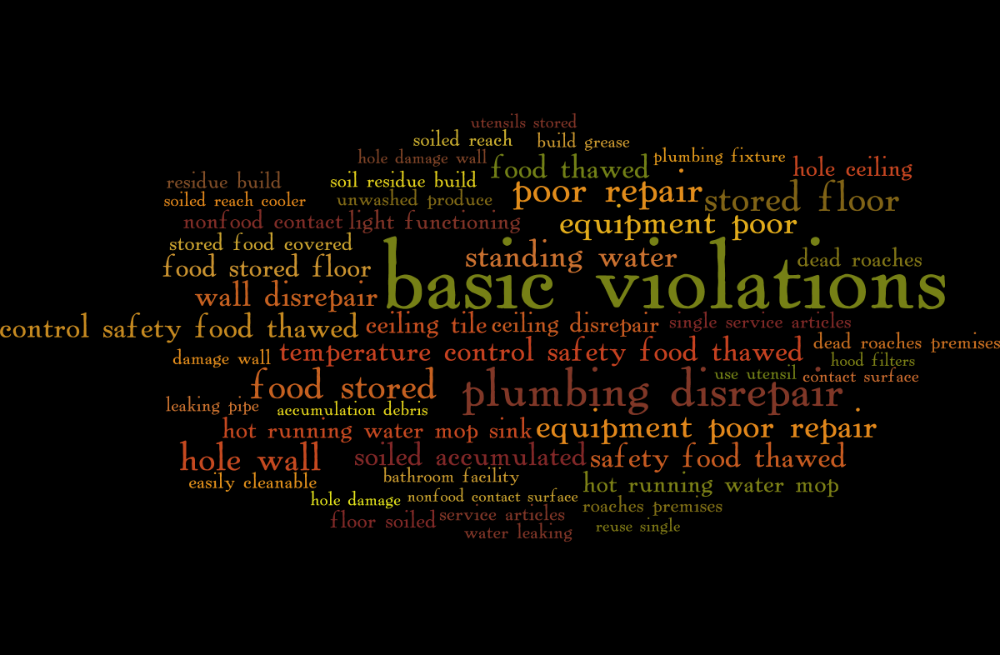 utensils stored
soiled reach
build grease
hole damage wall
food thawed
plumbing fixture
hole ceiling
residue build
soil residue build
poor repair
stored floor
soiled reach cooler
unwashed produce
nonfood contact
light functioning
equipment poor
stored food covered
standing water
dead roaches
food stored floor
basic violations
wall disrepair
control safety food thawed
ceiling tile
ceiling disrepair
single service articles
damage wall
temperature control safety food thawed
dead roaches premises
hood filters
food stored
plumbing disrepair
use utensil
contact surface
leaking pipe
accumulation debris
hot running water mop sink
equipment poor repair
hole wall
soiled accumulated
safety food thawed
easily cleanable
bathroom facility
hot running water mop
hole damage
nonfood contact surface
roaches premises
floor soiled
service articles
reuse single
water leaking